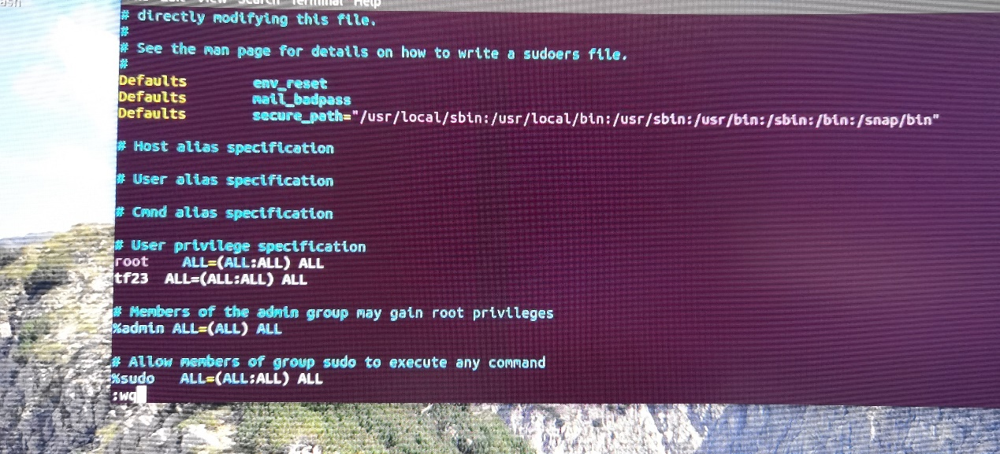 ash
View Search Terminal Help
# directly modifying this file.
#
# See the man page for details on how to write a sudoers file.
#
Defaults        env_reset
Defaults        mail_badpass
Defaults        secure_path="/usr/local/sbin:/usr/local/bin:/usr/sbin:/usr/bin:/sbin:/bin:/snap/bin"
# Host alias specification
# User alias specification
# Cmnd alias specification
# User privilege specification
root    ALL=(ALL:ALL) ALL
tf23  ALL=(ALL:ALL) ALL
# Members of the admin group may gain root privileges
%admin ALL=(ALL) ALL
# Allow members of group sudo to execute any command
%sudo   ALL=(ALL:ALL) ALL
:wq